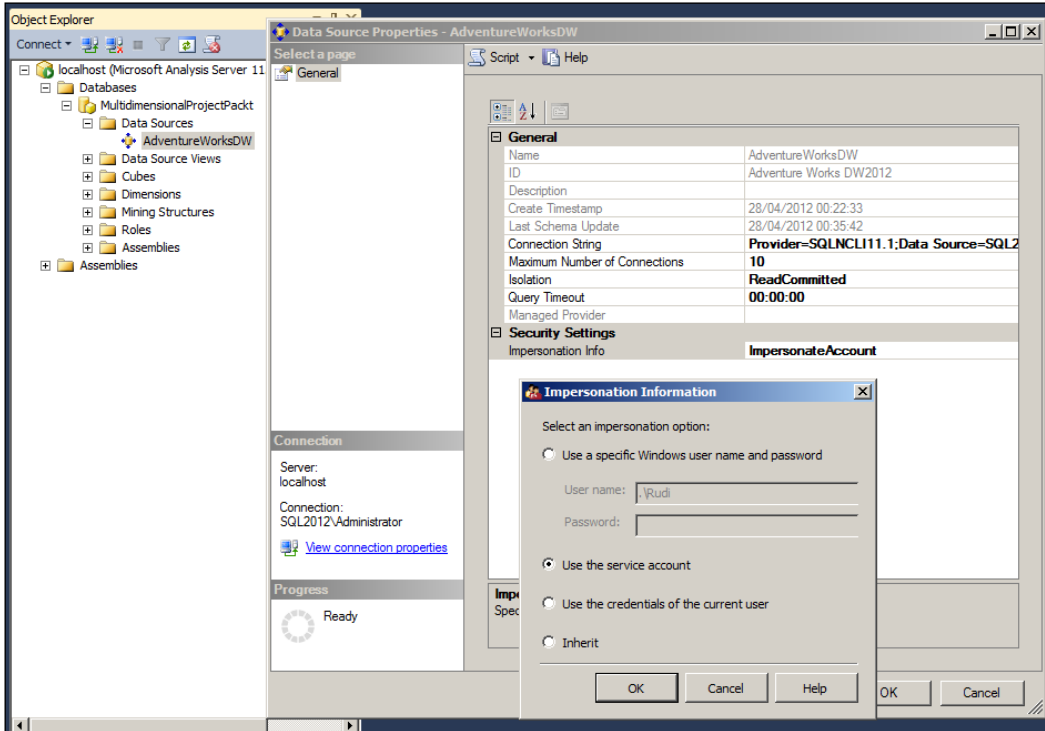 Object Explorer
Connect
localhost (Microsoft Analysis Server 11
Databases
MultidimensionalProjectPackt
Data Sources
AdventureWorksDW
Data Source Views
Cubes
Dimensions
Mining Structures
Roles
Assemblies
Assemblies
Data Source Properties - AdventureWorksDW
Select a page
General
Script Help
General
Name AdventureWorksDW
ID Adventure Works DW2012
Description
Create Timestamp 28/04/2012 00:22:33
Last Schema Update 28/04/2012 00:35:42
Connection String Provider=SQLNCLI11.1;Data Source=SQL2
Maximum Number of Connections 10
Isolation ReadCommitted
Query Timeout 00:00:00
Managed Provider
Security Settings
Impersonation Info ImpersonateAccount
Connection
Server:
localhost
Connection:
SQL2012\Administrator
View connection properties
Progress
Ready
Impe
Spec
Impersonation Information
Select an impersonation option:
Use a specific Windows user name and password
User name: .\Rudi
Password:
Use the service account
Use the credentials of the current user
Inherit
OK Cancel Help
OK Cancel